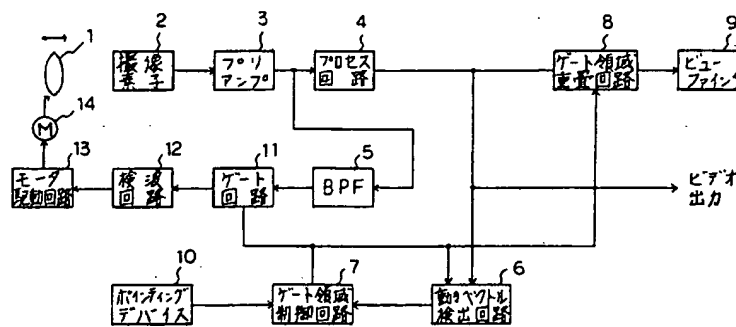 1
2
撮像
素子
3
プリ
アンプ
4
プロセス
回路
8
ゲート領域
重畳回路
9
ビュー
ファインダ
14
M
13
モータ
駆動回路
12
検波
回路
11
ゲート
回路
5
BPF
ビデオ
出力
10
ポインティング
デバイス
7
ゲート領域
制御回路
6
動きベクトル
検出回路